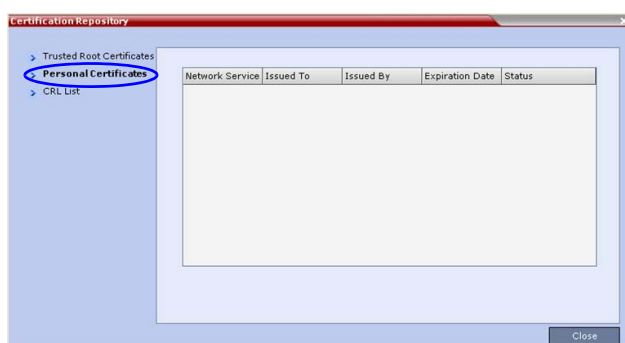 Certification Repository
Trusted Root Certificates
Personal Certificates
CRL List
Network Service Issued To Issued By Expiration Date Status
Close